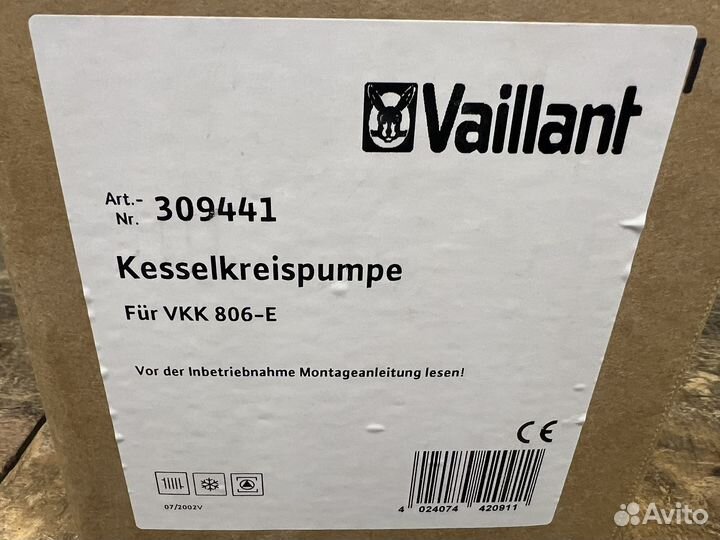 Vaillant
Art.-
Nr. 309441
Kesselkreispumpe
Für VKK 806-E
Vor der Inbetriebnahme Montageanleitung lesen!
CE
07/2002V
4 024074 420911
Avito